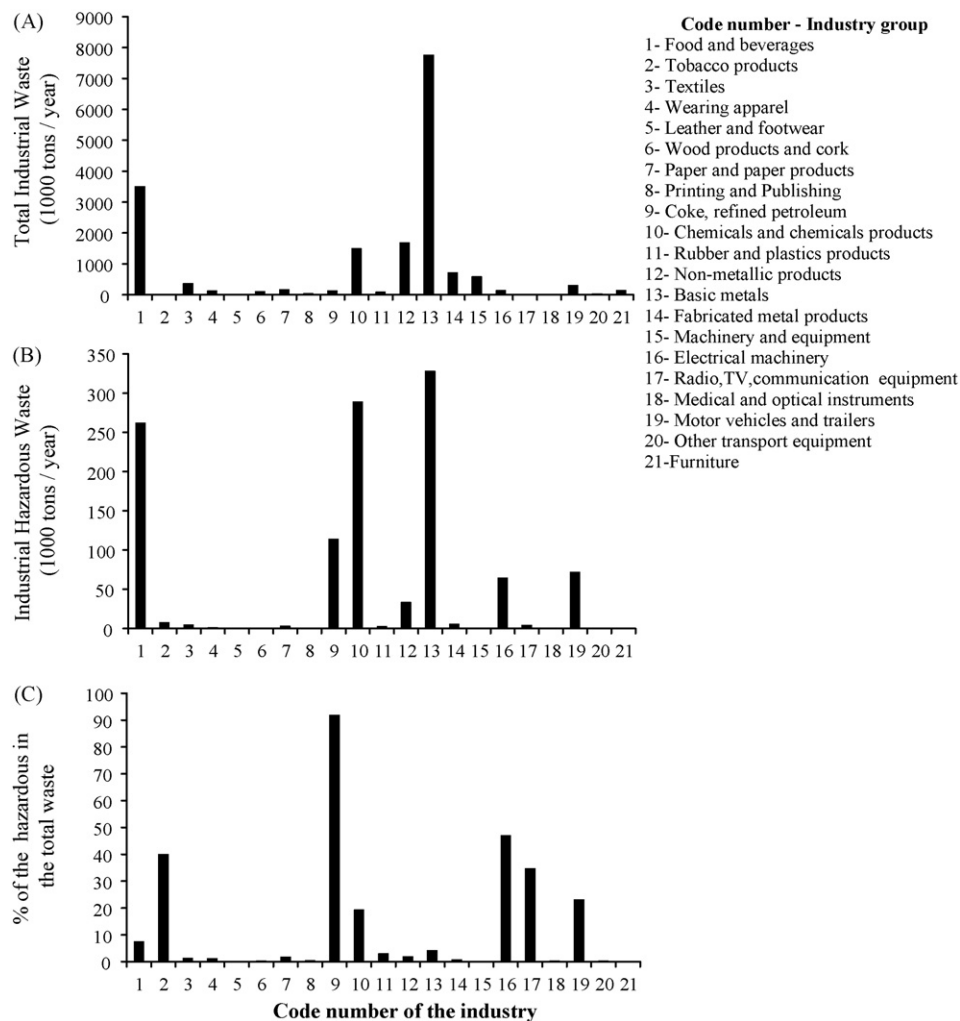 (A)
Total Industrial Waste
(1000 tons / year)
9000
8000
7000
6000
5000
4000
3000
2000
1000
0
1 2 3 4 5 6 7 8 9 10 11 12 13 14 15 16 17 18 19 20 21
Code number - Industry group
1- Food and beverages
2- Tobacco products
3- Textiles
4- Wearing apparel
5- Leather and footwear
6- Wood products and cork
7- Paper and paper products
8- Printing and Publishing
9- Coke, refined petroleum
10- Chemicals and chemicals products
11- Rubber and plastics products
12- Non-metallic products
13- Basic metals
14- Fabricated metal products
15- Machinery and equipment
16- Electrical machinery
17- Radio,TV,communication equipment
18- Medical and optical instruments
19- Motor vehicles and trailers
20- Other transport equipment
21-Furniture
(B)
Industrial Hazardous Waste
(1000 tons / year)
350
300
250
200
150
100
50
0
1 2 3 4 5 6 7 8 9 10 11 12 13 14 15 16 17 18 19 20 21
(C)
% of the hazardous in
the total waste
100
90
80
70
60
50
40
30
20
10
0
1 2 3 4 5 6 7 8 9 10 11 12 13 14 15 16 17 18 19 20 21
Code number of the industry